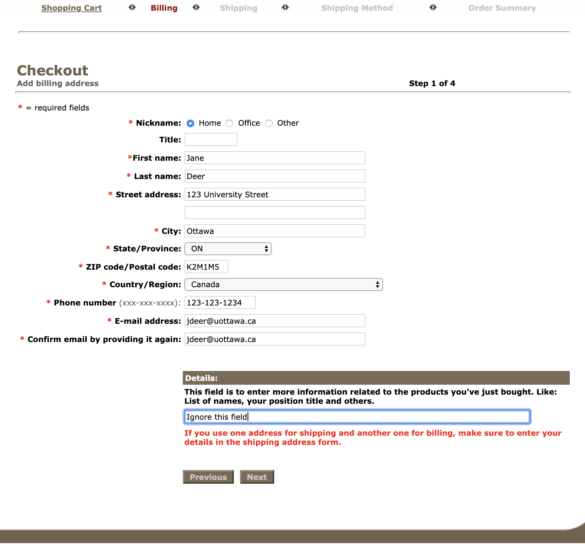 Shopping Cart Billing Shipping Shipping Method Order Summary
Checkout
Add billing address Step 1 of 4
* = required fields
* Nickname: Home Office Other
Title:
*First name: Jane
* Last name: Deer
* Street address: 123 University Street
* City: Ottawa
* State/Province: ON
* ZIP code/Postal code: K2M1M5
* Country/Region: Canada
* Phone number (xxx-xxx-xxxx): 123-123-1234
* E-mail address: jdeer@uottawa.ca
* Confirm email by providing it again: jdeer@uottawa.ca
Details:
This field is to enter more information related to the products you've just bought. Like:
List of names, your position title and others.
Ignore this field
If you use one address for shipping and another one for billing, make sure to enter your
details in the shipping address form.
Previous Next